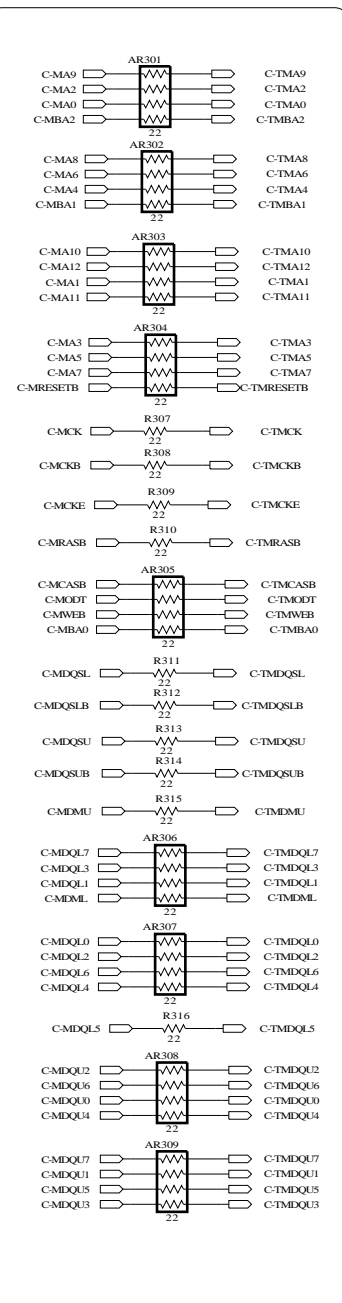 AR301
C-MA9 C-TMA9
C-MA2 C-TMA2
C-MA0 C-TMA0
C-MBA2 C-TMBA2
22
AR302
C-MA8 C-TMA8
C-MA6 C-TMA6
C-MA4 C-TMA4
C-MBA1 C-TMBA1
22
AR303
C-MA10 C-TMA10
C-MA12 C-TMA12
C-MA1 C-TMA1
C-MA11 C-TMA11
22
AR304
C-MA3 C-TMA3
C-MA5 C-TMA5
C-MA7 C-TMA7
C-MRESETB C-TMRESETB
22
R307
C-MCK C-TMCK
22
R308
C-MCKB C-TMCKB
22
R309
C-MCKE C-TMCKE
22
R310
C-MRASB C-TMRASB
22
AR305
C-MCASB C-TMCASB
C-MODT C-TMODT
C-MWEB C-TMWEB
C-MBA0 C-TMBA0
22
R311
C-MDQSL C-TMDQSL
22
R312
C-MDQSLB C-TMDQSLB
22
R313
C-MDQSU C-TMDQSU
22
R314
C-MDQSUB C-TMDQSUB
22
R315
C-MDMU C-TMDMU
22
AR306
C-MDQL7 C-TMDQL7
C-MDQL3 C-TMDQL3
C-MDQL1 C-TMDQL1
C-MDML C-TMDML
22
AR307
C-MDQL0 C-TMDQL0
C-MDQL2 C-TMDQL2
C-MDQL6 C-TMDQL6
C-MDQL4 C-TMDQL4
22
R316
C-MDQL5 C-TMDQL5
22
AR308
C-MDQU2 C-TMDQU2
C-MDQU6 C-TMDQU6
C-MDQU0 C-TMDQU0
C-MDQU4 C-TMDQU4
22
AR309
C-MDQU7 C-TMDQU7
C-MDQU1 C-TMDQU1
C-MDQU5 C-TMDQU5
C-MDQU3 C-TMDQU3
22